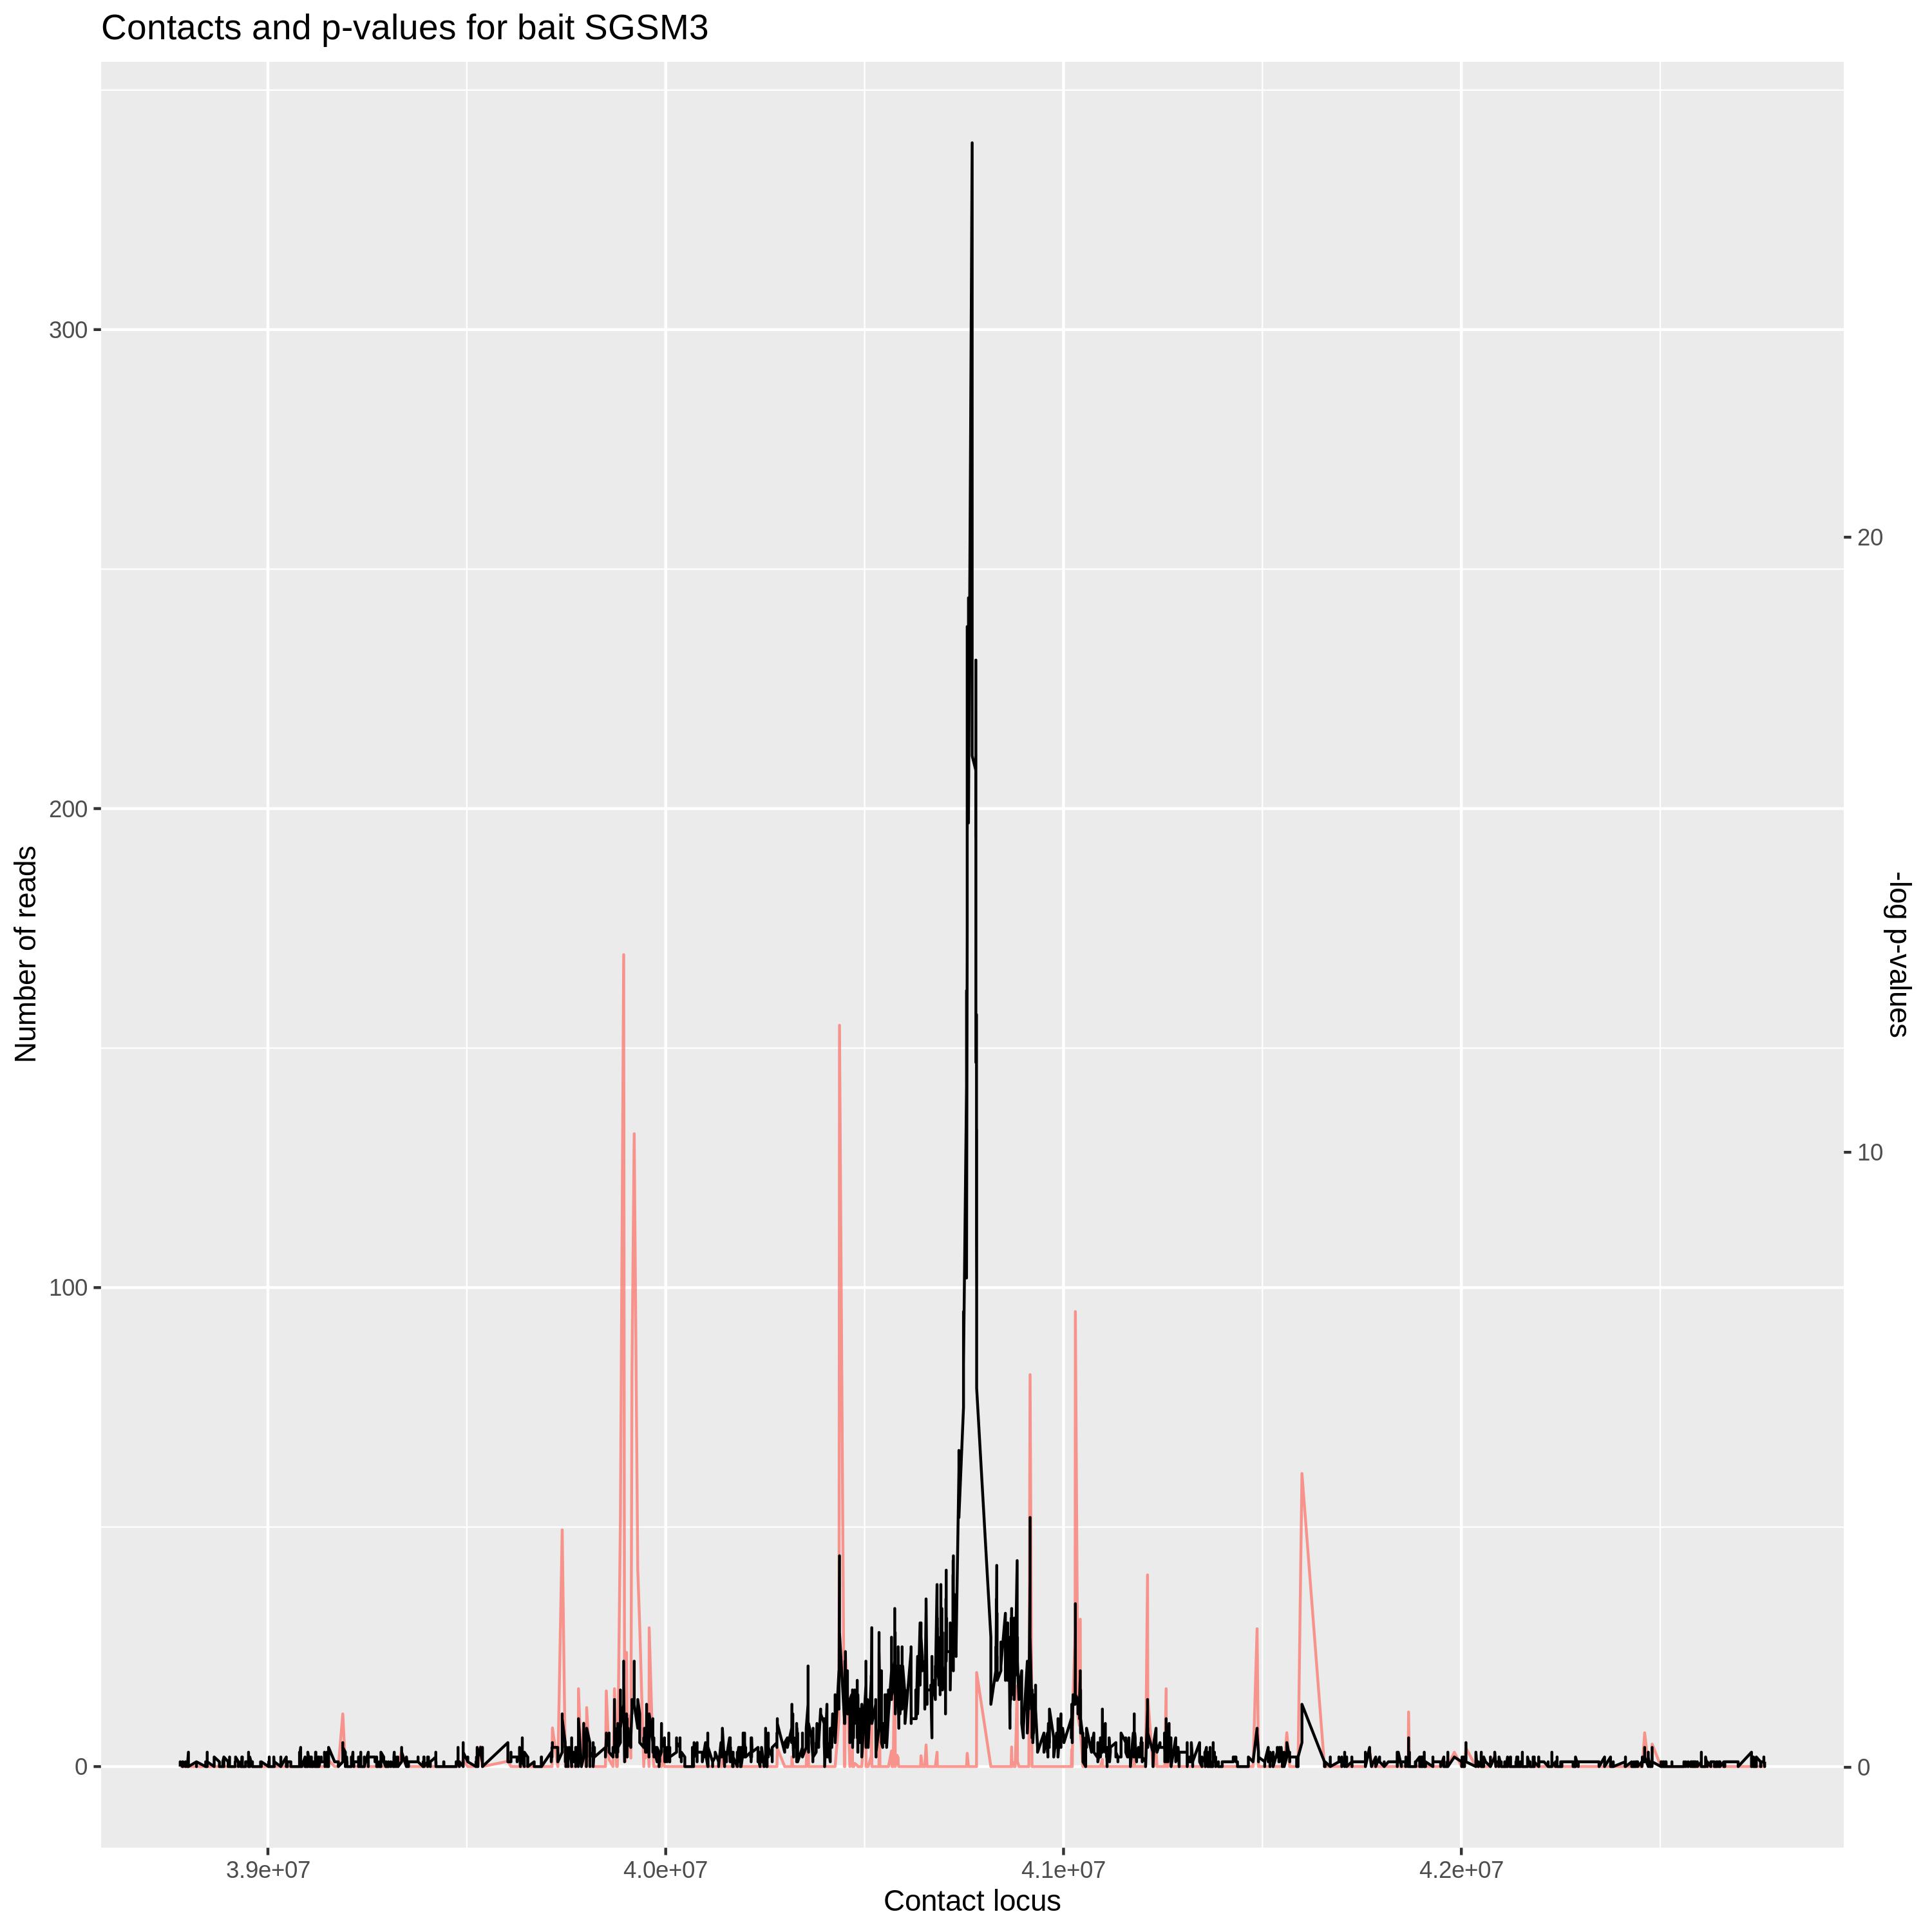 Contacts and p-values for bait SGSM3
300
200
100
0
Number of reads
20
10
0
-log p-values
3.9e+07
4.0e+07
4.1e+07
4.2e+07
Contact locus